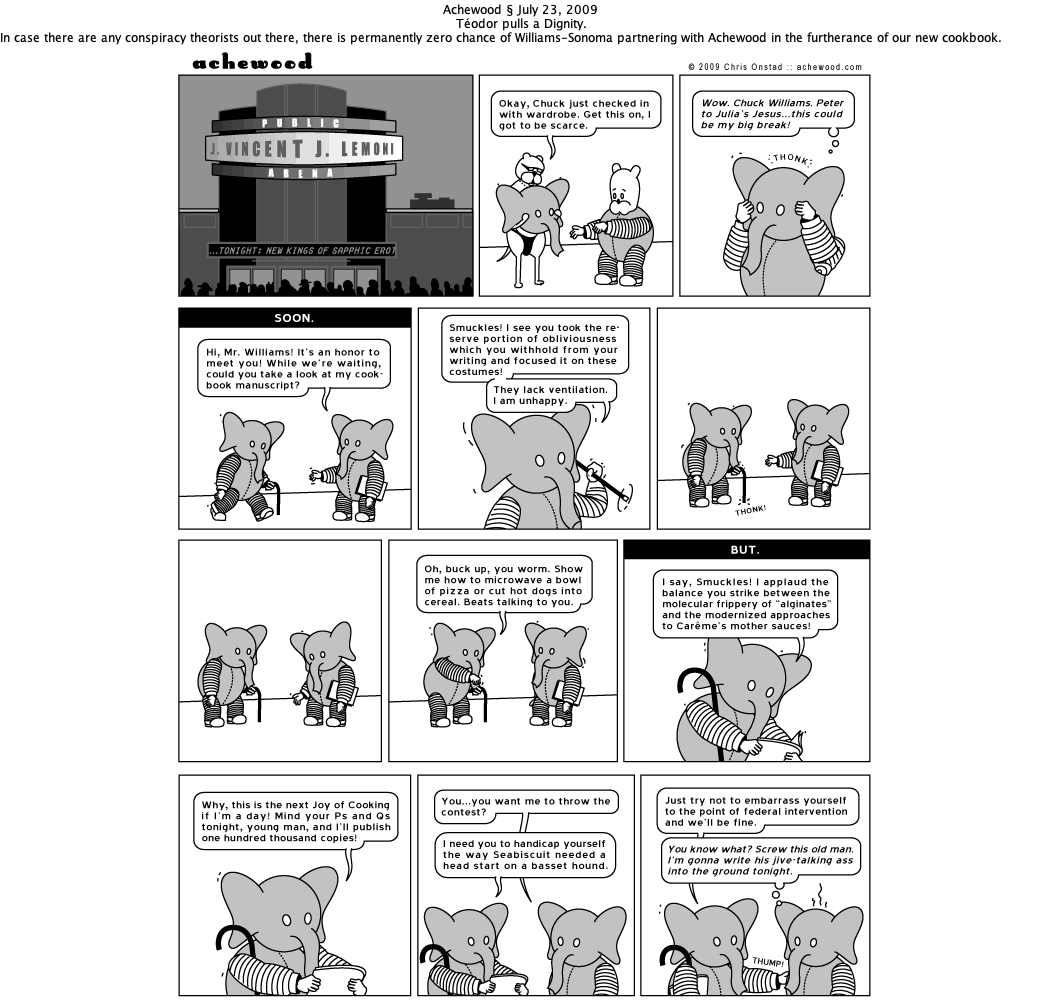 Achewood § July 23, 2009
Téodor pulls a Dignity.
In case there are any conspiracy theorists out there, there is permanently zero chance of Williams-Sonoma partnering with Achewood in the furtherance of our new cookbook.
achewood
© 2009 Chris Onstad :: achewood.com
PUBLIC
J. VINCENT J. LEMONI
ARENA
...TONIGHT: NEW KINGS OF SAPPHIC EROT
Okay, Chuck just checked in
with wardrobe. Get this on, I
got to be scarce.
Wow. Chuck Williams. Peter
to Julia's Jesus...this could
be my big break!
THONK!
SOON.
Hi, Mr. Williams! It's an honor to
meet you! While we're waiting,
could you take a look at my cook-
book manuscript?
Smuckles! I see you took the re-
serve portion of obliviousness
which you withhold from your
writing and focused it on these
costumes!
They lack ventilation.
I am unhappy.
THONK!
Oh, buck up, you worm. Show
me how to microwave a bowl
of pizza or cut hot dogs into
cereal. Beats talking to you.
BUT.
I say, Smuckles! I applaud the
balance you strike between the
molecular frippery of "alginates"
and the modernized approaches
to Carême's mother sauces!
Why, this is the next Joy of Cooking
if I'm a day! Mind your Ps and Qs
tonight, young man, and I'll publish
one hundred thousand copies!
You...you want me to throw the
contest?
I need you to handicap yourself
the way Seabiscuit needed a
head start on a basset hound.
Just try not to embarrass yourself
to the point of federal intervention
and we'll be fine.
You know what? Screw this old man.
I'm gonna write his jive-talking ass
into the ground tonight.
THUMP!